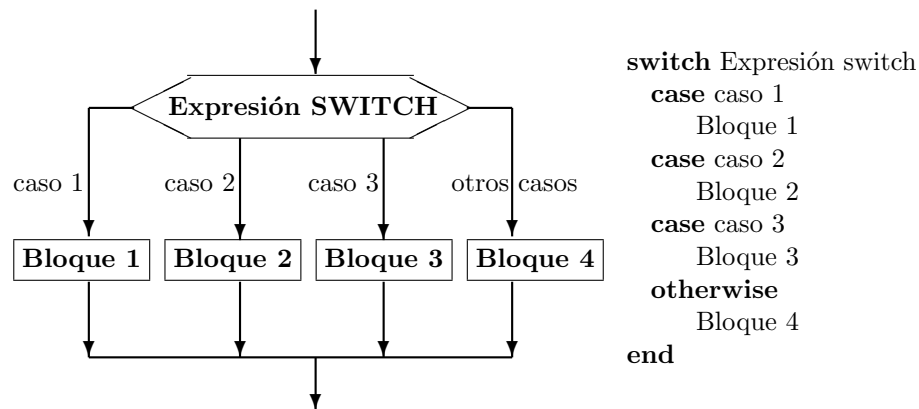 Expresión SWITCH
caso 1
caso 2
caso 3
otros casos
Bloque 1
Bloque 2
Bloque 3
Bloque 4
switch Expresión switch
case caso 1
Bloque 1
case caso 2
Bloque 2
case caso 3
Bloque 3
otherwise
Bloque 4
end